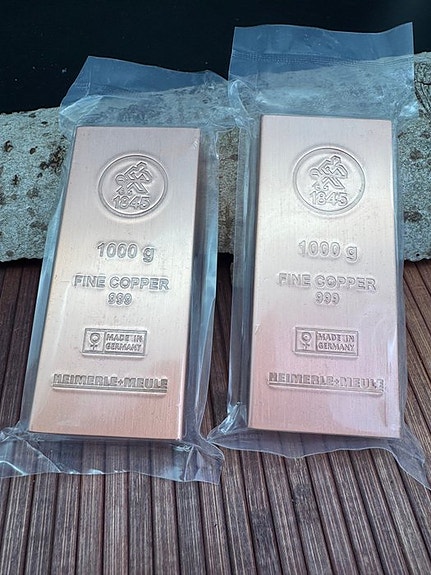 1845
1000 g
FINE COPPER
999
MADE IN
GERMANY
HEIMERLE+MEULE
1845
1000 g
FINE COPPER
999
MADE IN
GERMANY
HEIMERLE+MEULE